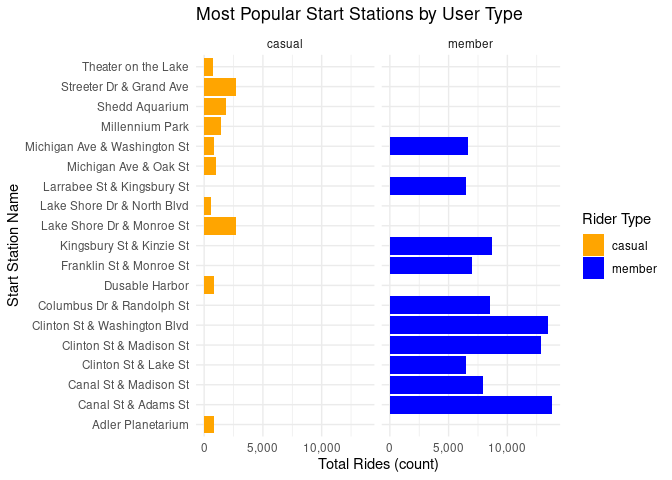 Most Popular Start Stations by User Type
casual
member
Theater on the Lake
Streeter Dr & Grand Ave
Shedd Aquarium
Millennium Park
Michigan Ave & Washington St
Michigan Ave & Oak St
Larrabee St & Kingsbury St
Lake Shore Dr & North Blvd
Lake Shore Dr & Monroe St
Kingsbury St & Kinzie St
Franklin St & Monroe St
Dusable Harbor
Columbus Dr & Randolph St
Clinton St & Washington Blvd
Clinton St & Madison St
Clinton St & Lake St
Canal St & Madison St
Canal St & Adams St
Adler Planetarium
Start Station Name
0 5,000 10,000
0 5,000 10,000
Total Rides (count)
Rider Type
casual
member